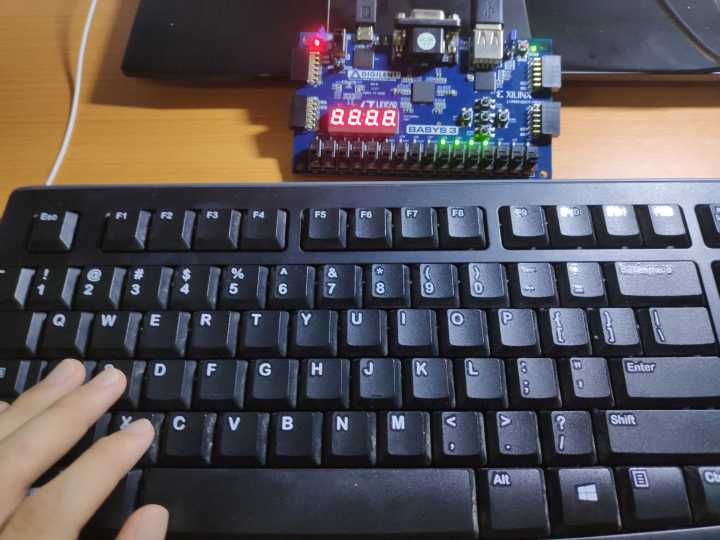 DIGILENT
XILINX
8.8.8.8.
BASYS 3
Esc F1 F2 F3 F4 F5 F6 F7 F8 F9
! @ # $ % ^ & * ( )
1 2 3 4 5 6 7 8 9 0
Backspace
Q W E R T Y U I O P { }
[ ] \
D F G H J K L : "
; '
Enter
X C V B N M < > ?
, . /
Shift
Alt